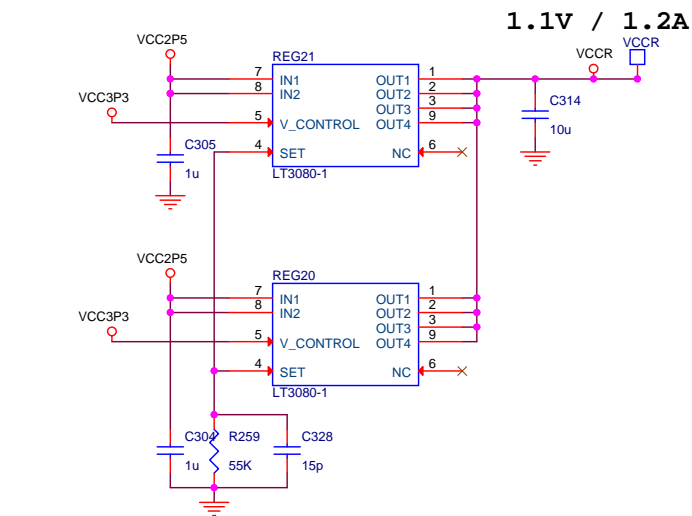 1.1V / 1.2A
VCC2P5
REG21
VCCR
VCCR
7 IN1 OUT1 1
8 IN2 OUT2 2
OUT3 3
VCC3P3
5 V_CONTROL OUT4 9
C314
10u
C305
1u
4 SET NC 6
LT3080-1
VCC2P5
REG20
7 IN1 OUT1 1
8 IN2 OUT2 2
OUT3 3
VCC3P3
5 V_CONTROL OUT4 9
4 SET NC 6
LT3080-1
C304 R259 C328
1u 55K 15p